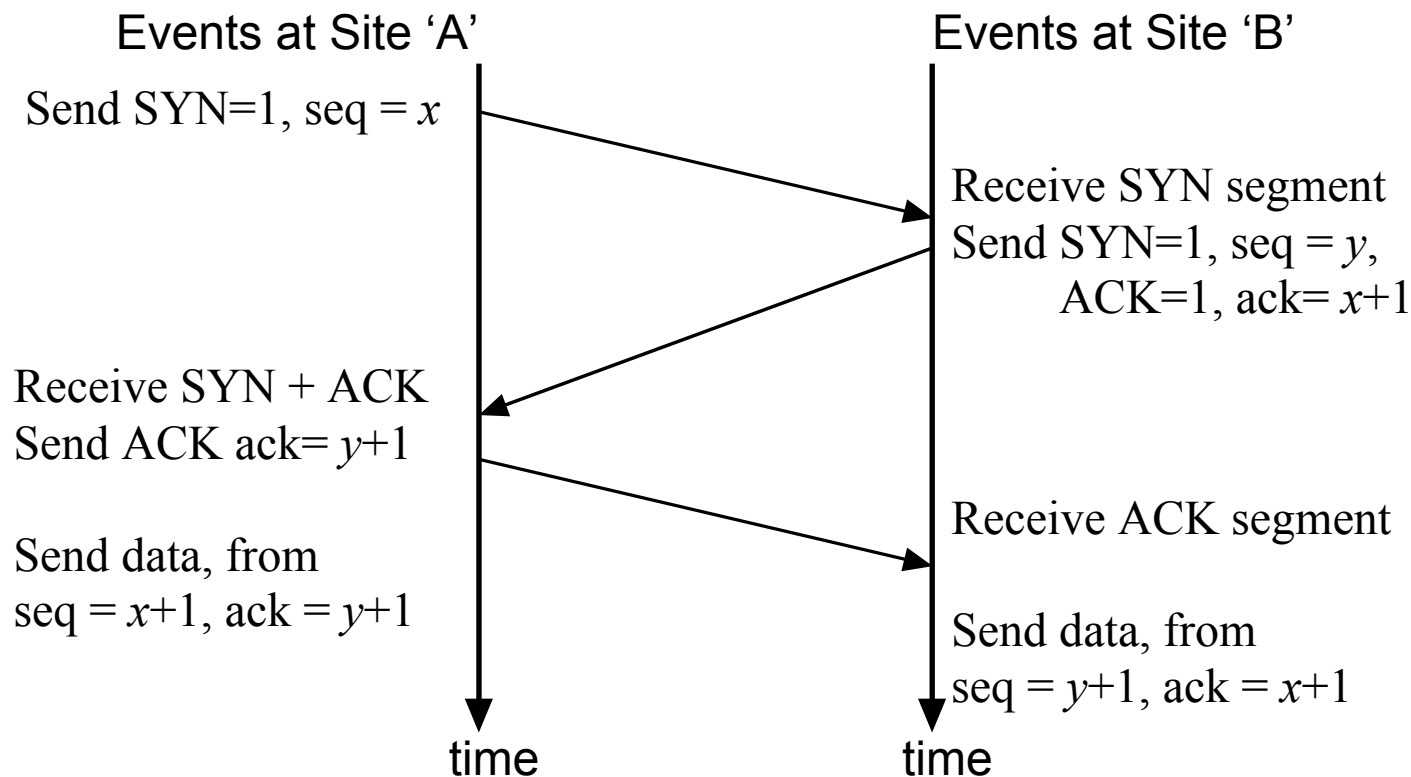 Events at Site ‘A’
Events at Site ‘B’
Send SYN=1, seq = x
Receive SYN segment
Send SYN=1, seq = y,
ACK=1, ack= x+1
Receive SYN + ACK
Send ACK ack= y+1
Receive ACK segment
Send data, from
seq = x+1, ack = y+1
Send data, from
seq = y+1, ack = x+1
time
time